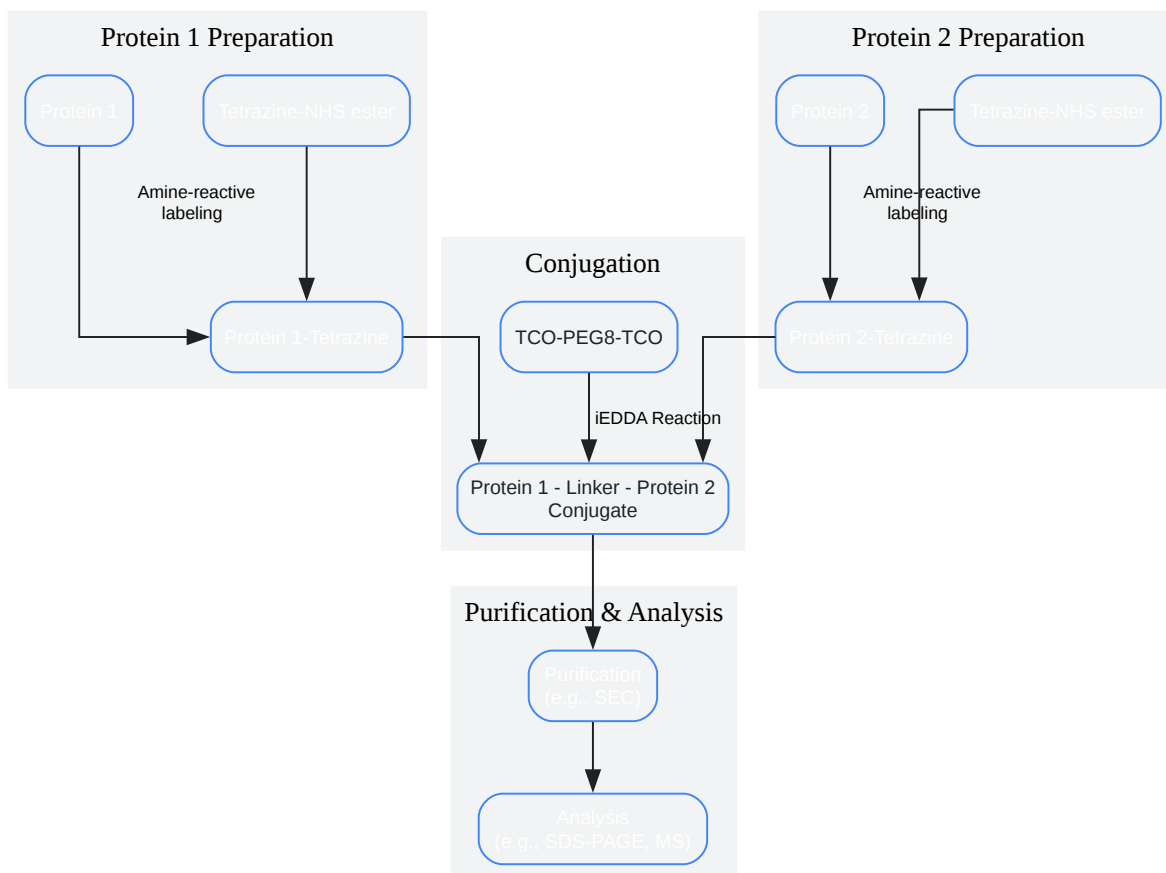 Protein 1 Preparation
Protein 2 Preparation
Protein 1
Tetrazine-NHS ester
Protein 2
Tetrazine-NHS ester
Amine-reactive
labeling
Amine-reactive
labeling
Conjugation
Protein 1-Tetrazine
TCO-PEG8-TCO
Protein 2-Tetrazine
iEDDA Reaction
Protein 1 - Linker - Protein 2
Conjugate
Purification & Analysis
Purification
(e.g., SEC)
Analysis
(e.g., SDS-PAGE, MS)